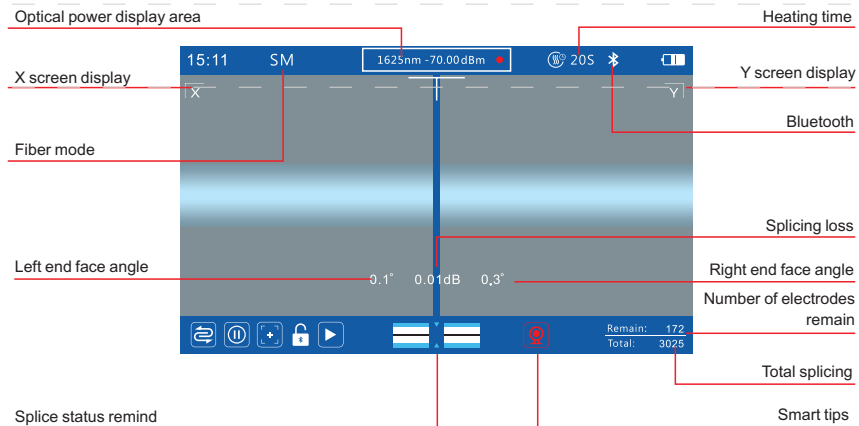 Optical power display area
Heating time
15:11 SM 1625nm -70.00dBm 20S
X screen display
Y screen display
X
Y
Bluetooth
Fiber mode
Splicing loss
Left end face angle
0.1° 0.01dB 0.3°
Right end face angle
Number of electrodes
remain
Remain: 172
Total: 3025
Total splicing
Splice status remind
Smart tips